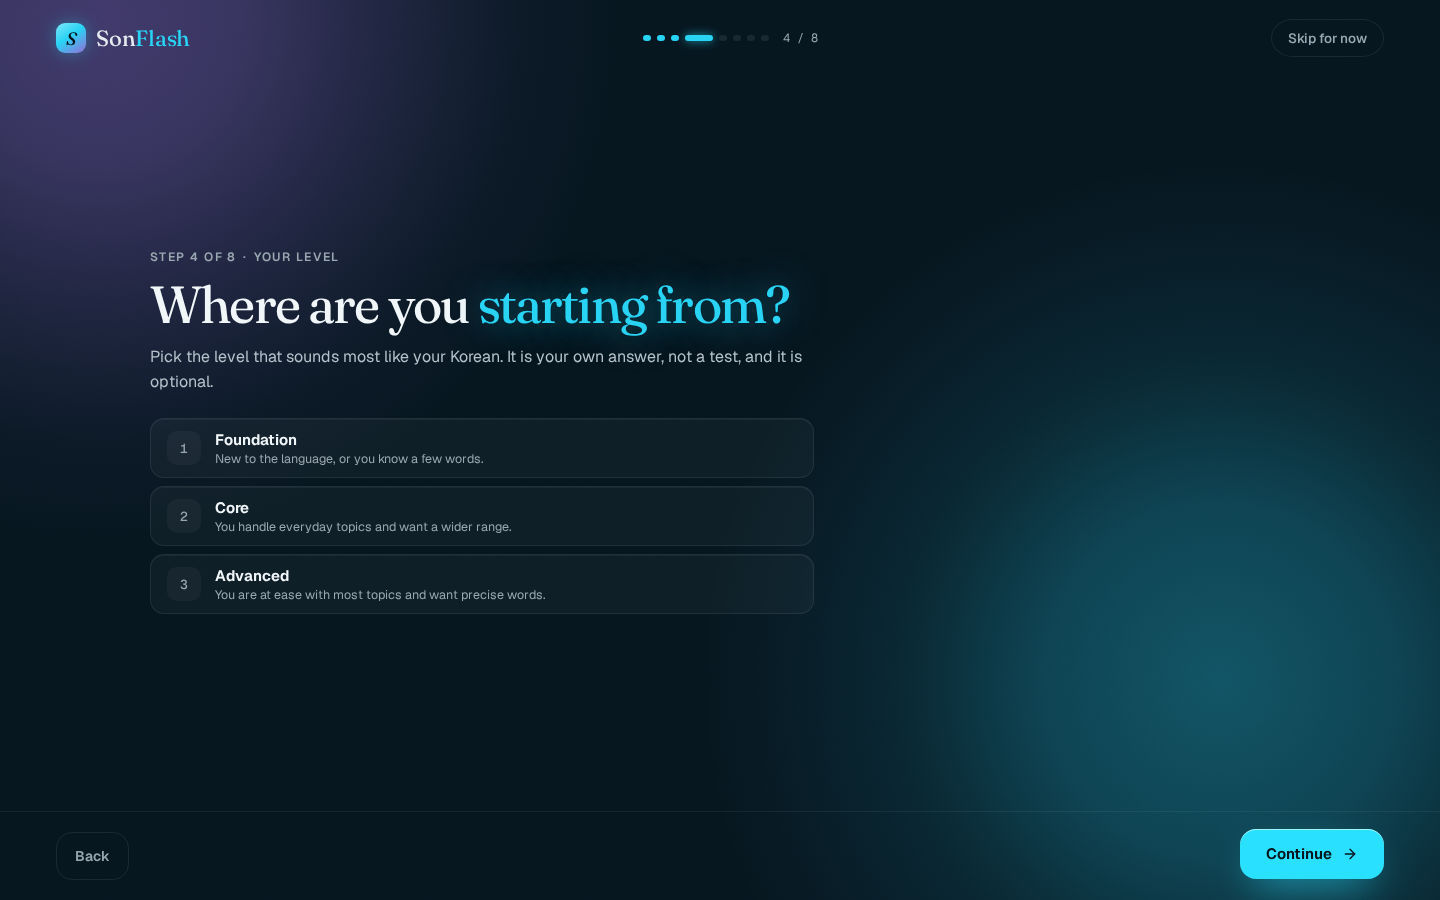 S SonFlash
4 / 8
Skip for now
STEP 4 OF 8 · YOUR LEVEL
Where are you starting from?
Pick the level that sounds most like your Korean. It is your own answer, not a test, and it is
optional.
1
Foundation
New to the language, or you know a few words.
2
Core
You handle everyday topics and want a wider range.
3
Advanced
You are at ease with most topics and want precise words.
Back
Continue →